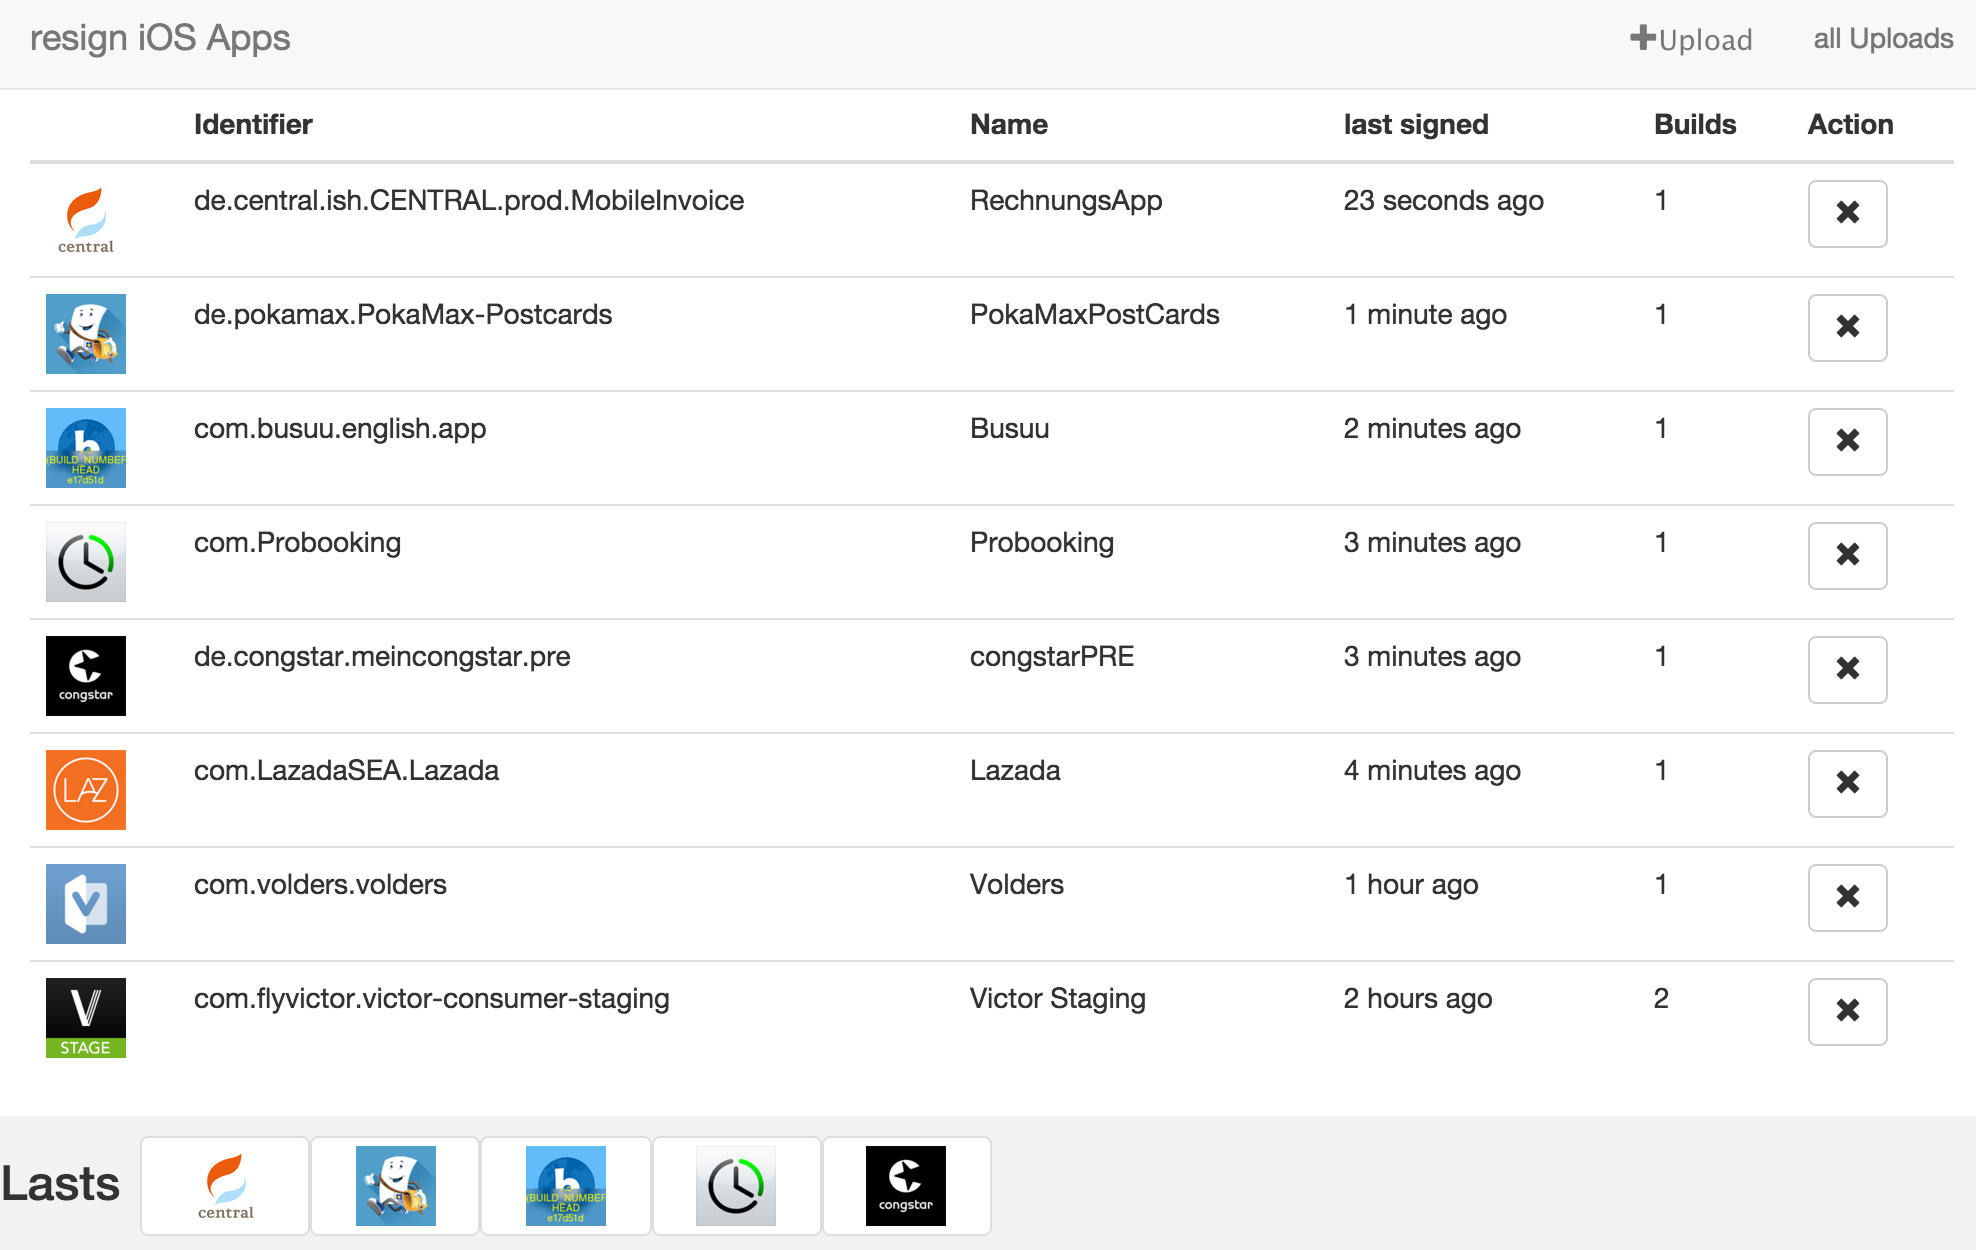 resign iOS Apps
Upload
all Uploads
Identifier Name last signed Builds Action
central
de.central.ish.CENTRAL.prod.MobileInvoice RechnungsApp 23 seconds ago 1
de.pokamax.PokaMax-Postcards PokaMaxPostCards 1 minute ago 1
com.busuu.english.app Busuu 2 minutes ago 1
b
(BUILD_NUMBER
HEAD
e17d51d
com.Probooking Probooking 3 minutes ago 1
de.congstar.meincongstar.pre congstarPRE 3 minutes ago 1
congstar
com.LazadaSEA.Lazada Lazada 4 minutes ago 1
LAZ
com.volders.volders Volders 1 hour ago 1
V
com.flyvictor.victor-consumer-staging Victor Staging 2 hours ago 2
V
STAGE
Lasts
central
b
(BUILD_NUMBER
HEAD
e17d51d
congstar